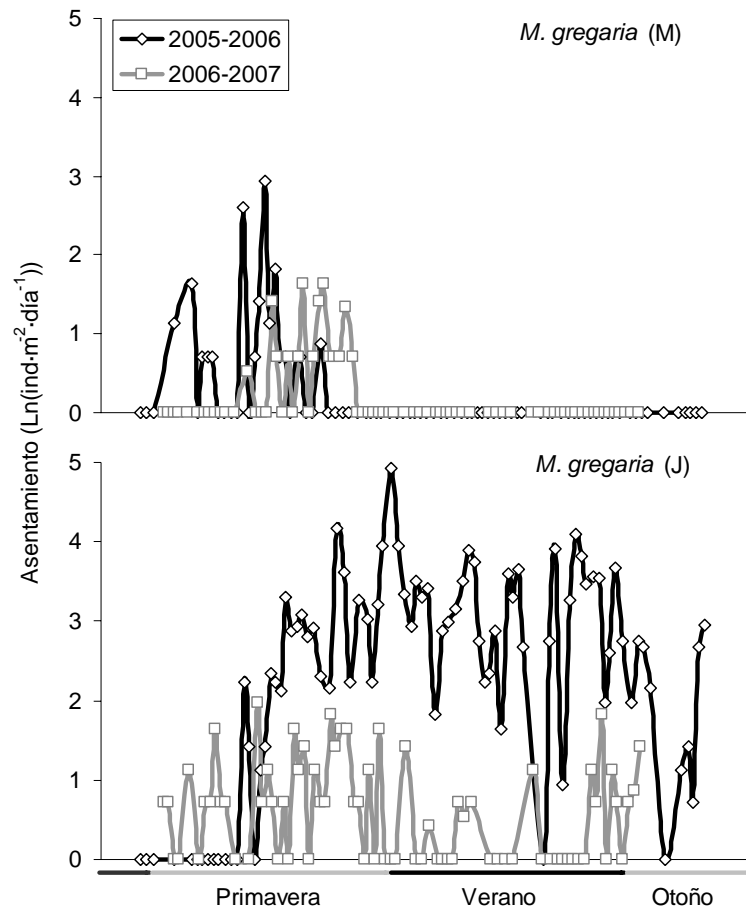 5
4
3
2
1
0
2005-2006
2006-2007
M. gregaria (M)
Asentamiento (Ln(ind·m-2·día-1))
5
4
3
2
1
0
M. gregaria (J)
Primavera
Verano
Otoño